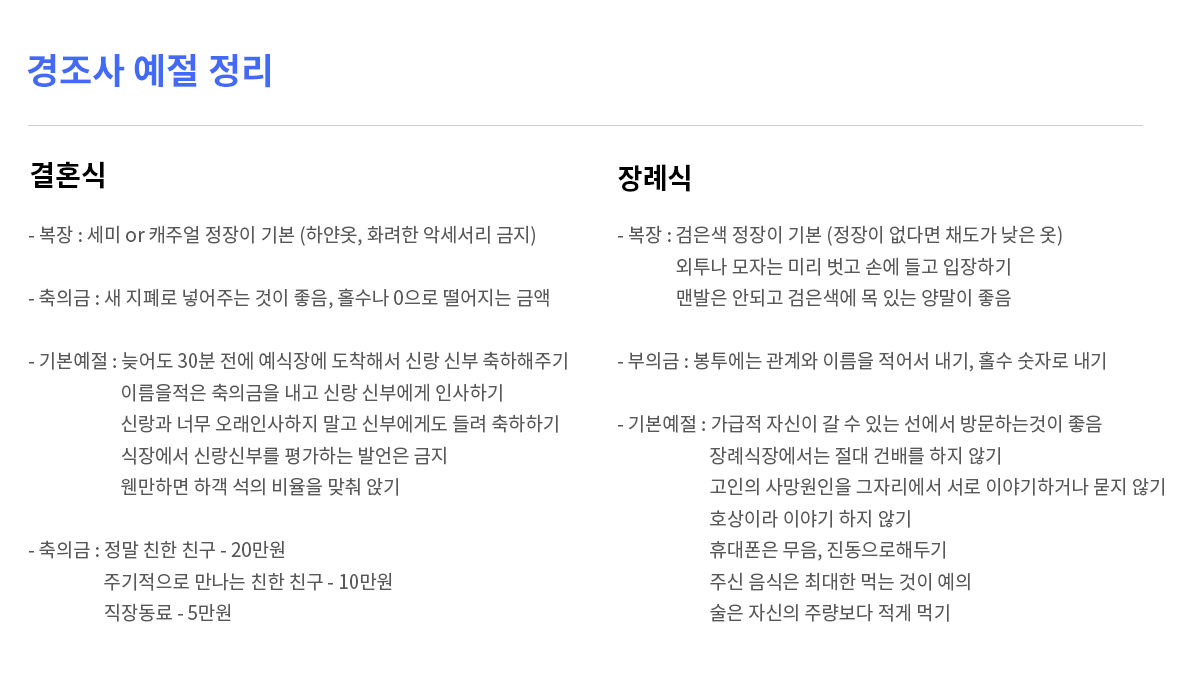 경조사 예절 정리
결혼식
- 복장 : 세미 or 캐주얼 정장이 기본 (하얀옷, 화려한 악세서리 금지)
- 축의금 : 새 지폐로 넣어주는 것이 좋음, 홀수나 0으로 떨어지는 금액
- 기본예절 : 늦어도 30분 전에 예식장에 도착해서 신랑 신부 축하해주기
이름을적은 축의금을 내고 신랑 신부에게 인사하기
신랑과 너무 오래인사하지 말고 신부에게도 들려 축하하기
식장에서 신랑신부를 평가하는 발언은 금지
웬만하면 하객 석의 비율을 맞춰 앉기
- 축의금 : 정말 친한 친구 - 20만원
주기적으로 만나는 친한 친구 - 10만원
직장동료 - 5만원
장례식
- 복장 : 검은색 정장이 기본 (정장이 없다면 채도가 낮은 옷)
외투나 모자는 미리 벗고 손에 들고 입장하기
맨발은 안되고 검은색에 목 있는 양말이 좋음
- 부의금 : 봉투에는 관계와 이름을 적어서 내기, 홀수 숫자로 내기
- 기본예절 : 가급적 자신이 갈 수 있는 선에서 방문하는것이 좋음
장례식장에서는 절대 건배를 하지 않기
고인의 사망원인을 그자리에서 서로 이야기하거나 묻지 않기
호상이라 이야기 하지 않기
휴대폰은 무음, 진동으로해두기
주신 음식은 최대한 먹는 것이 예의
술은 자신의 주량보다 적게 먹기